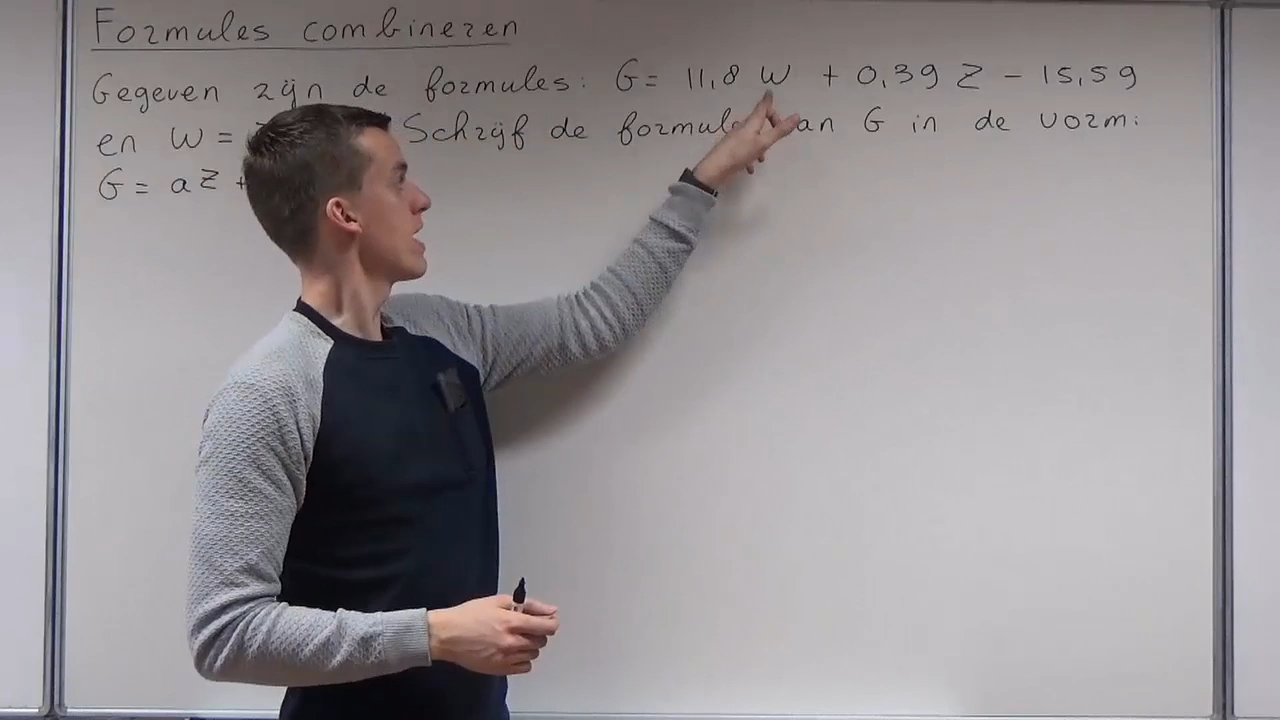 Formules combineren
Gegeven zijn de formules: G = 11,8 W + 0,39 Z - 15,59
en W = Schrijf de formule van G in de vorm:
G = aZ +